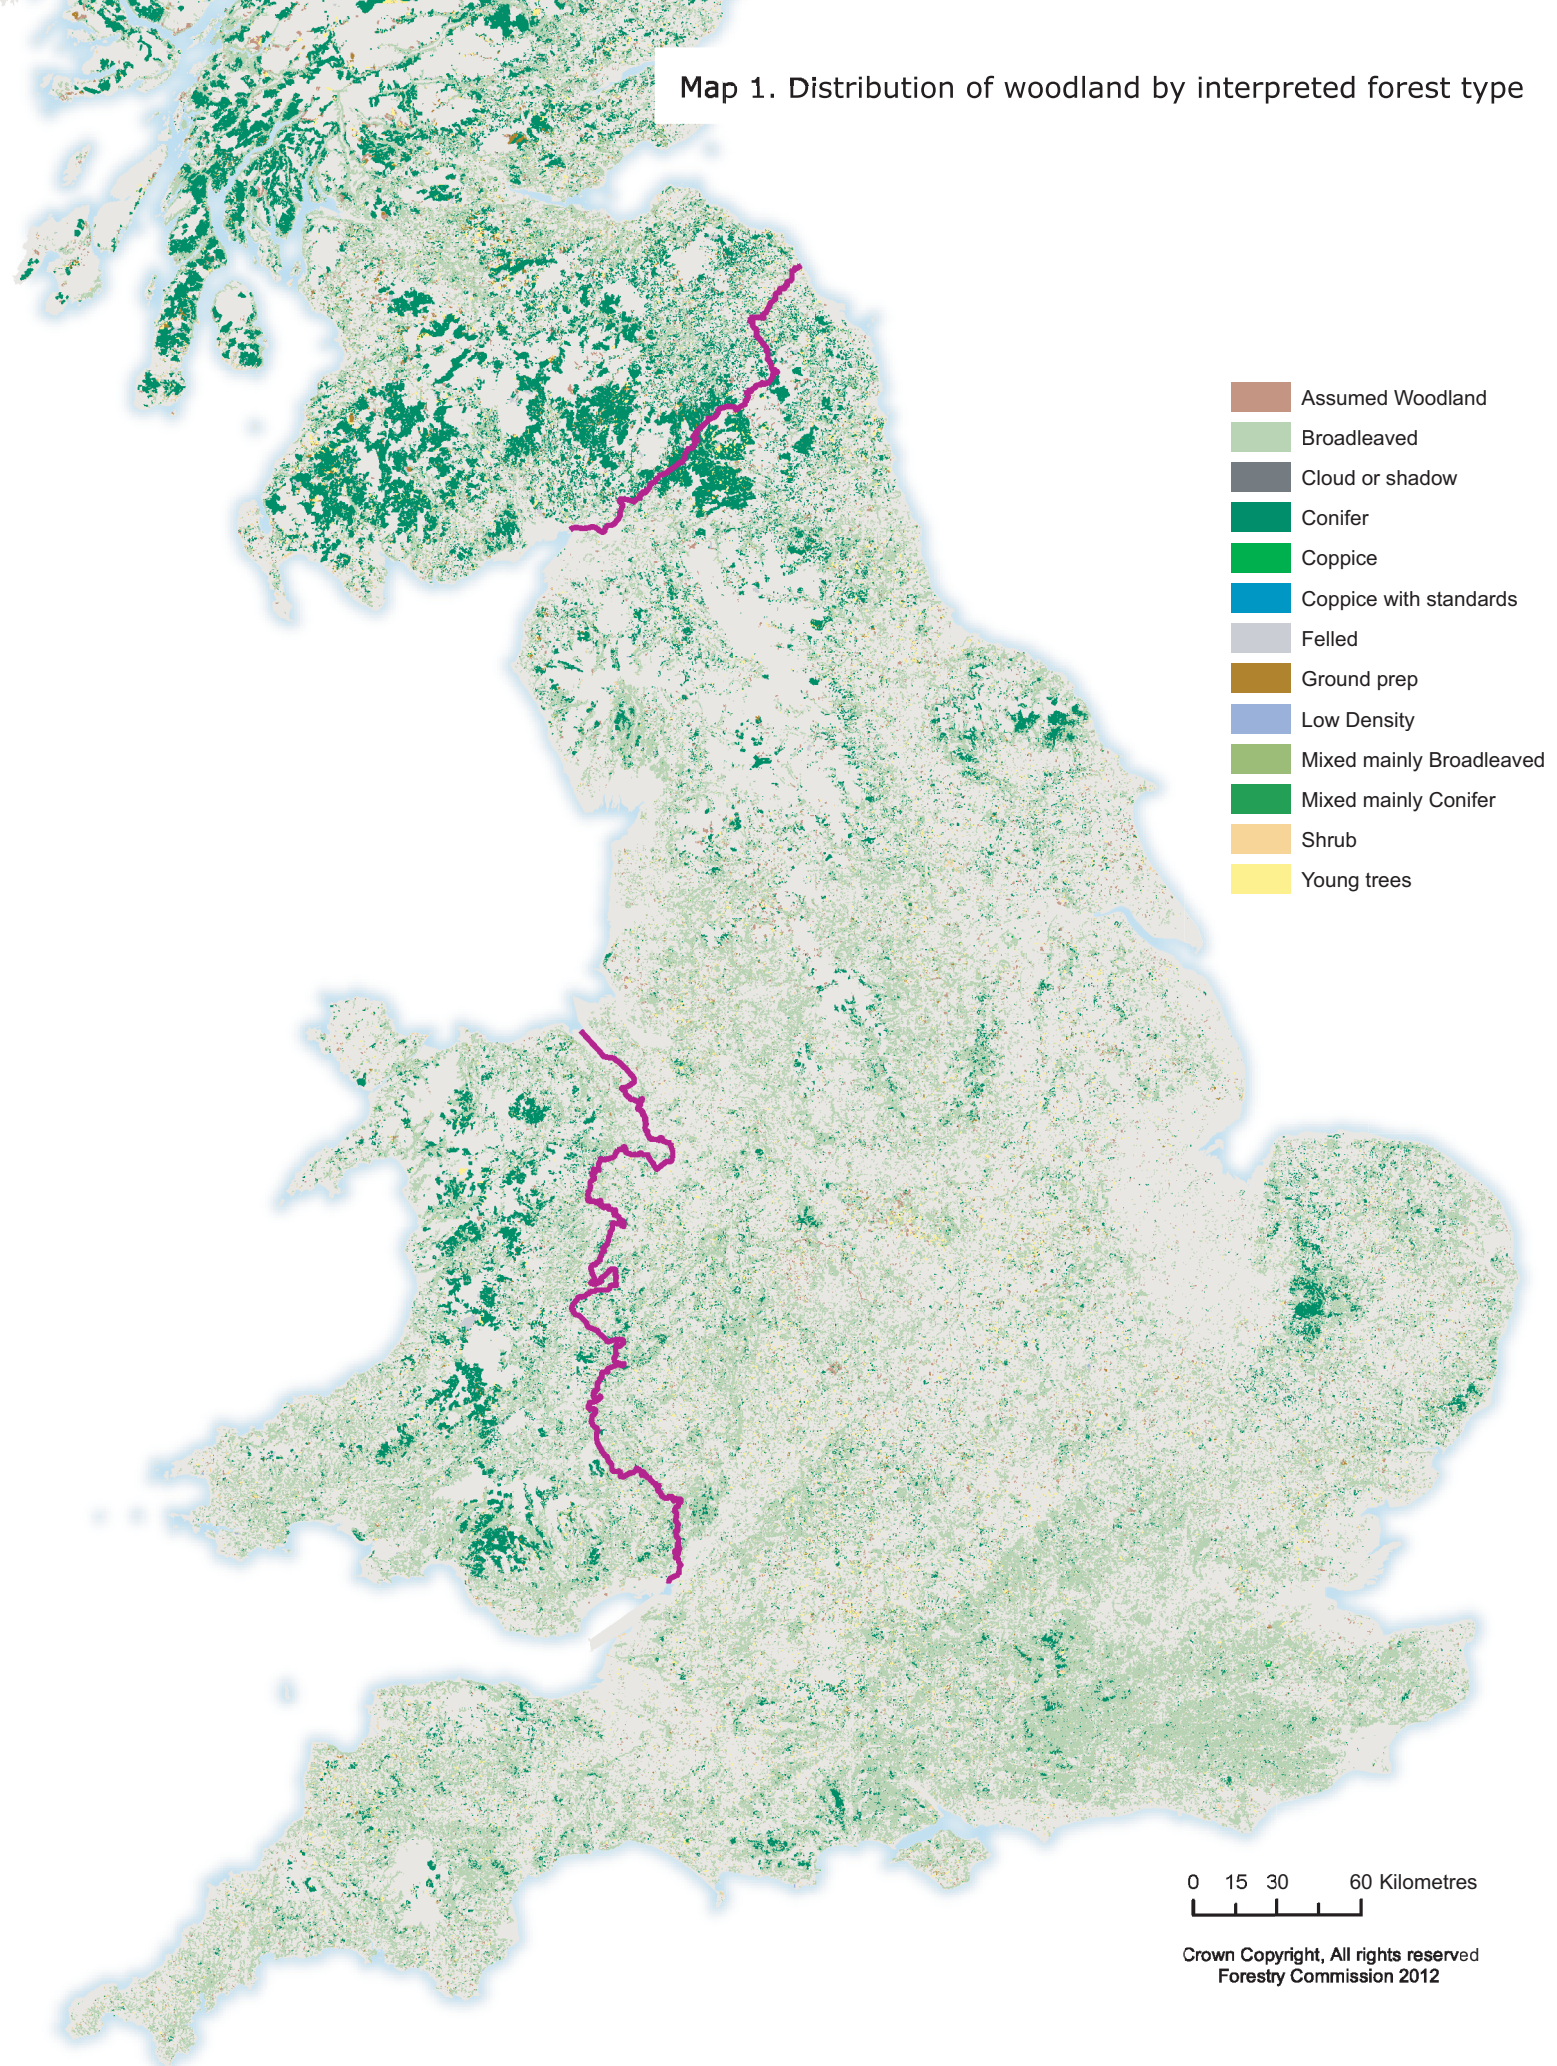 Map 1. Distribution of woodland by interpreted forest type
Assumed Woodland
Broadleaved
Cloud or shadow
Conifer
Coppice
Coppice with standards
Felled
Ground prep
Low Density
Mixed mainly Broadleaved
Mixed mainly Conifer
Shrub
Young trees
0 15 30 60 Kilometres
Crown Copyright, All rights reserved
Forestry Commission 2012